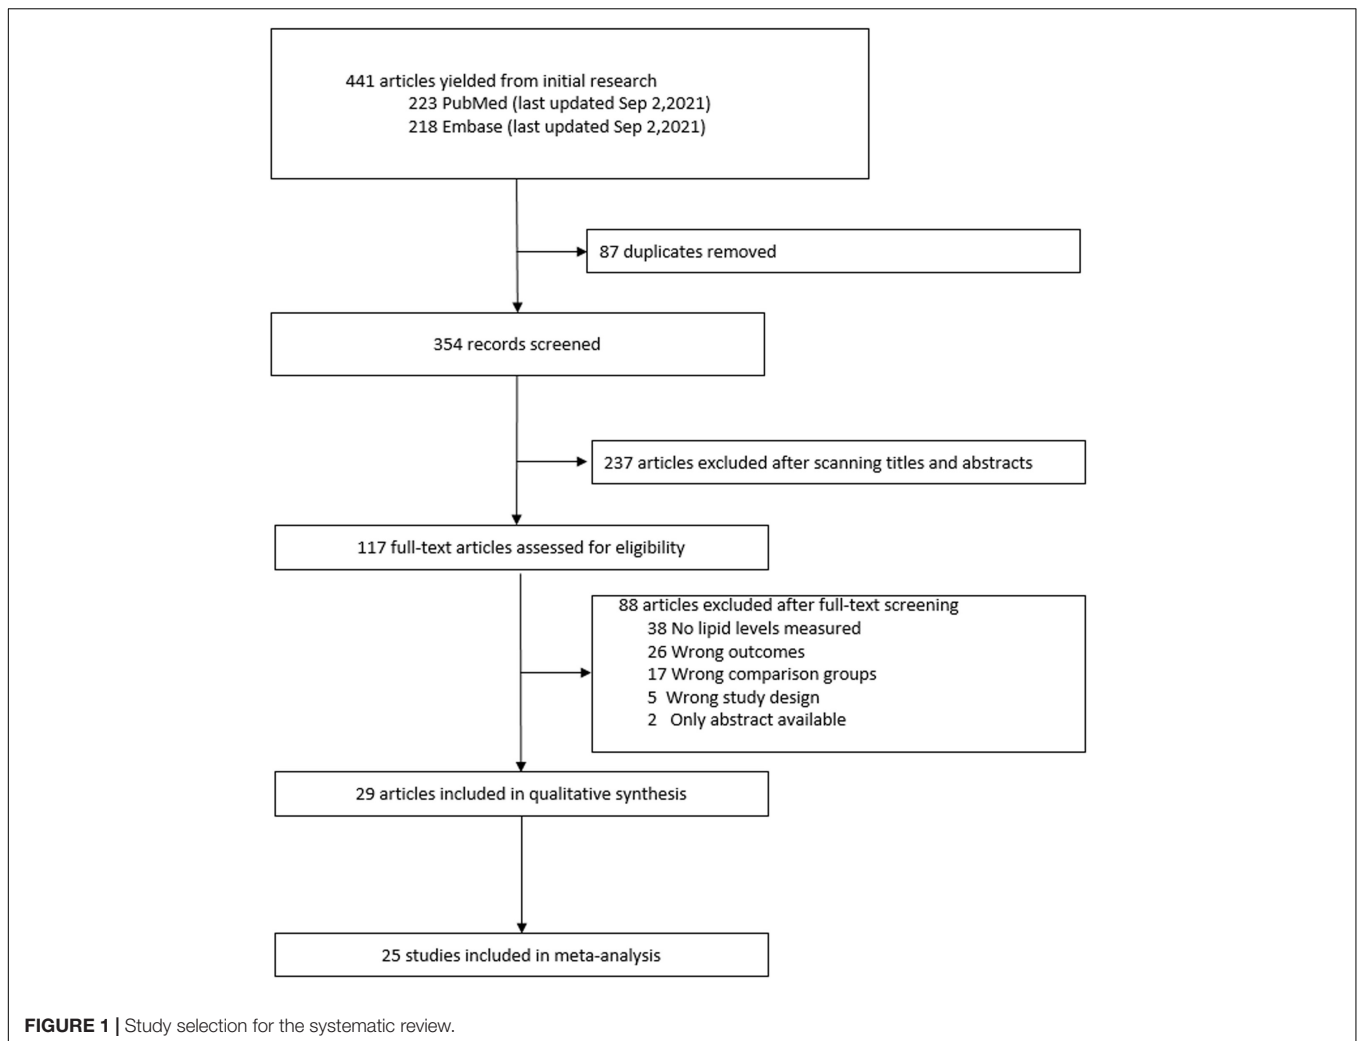 441 articles yielded from initial research
223 PubMed (last updated Sep 2,2021)
218 Embase (last updated Sep 2,2021)
87 duplicates removed
354 records screened
237 articles excluded after scanning titles and abstracts
117 full-text articles assessed for eligibility
88 articles excluded after full-text screening
38 No lipid levels measured
26 Wrong outcomes
17 Wrong comparison groups
5 Wrong study design
2 Only abstract available
29 articles included in qualitative synthesis
25 studies included in meta-analysis
FIGURE 1 | Study selection for the systematic review.